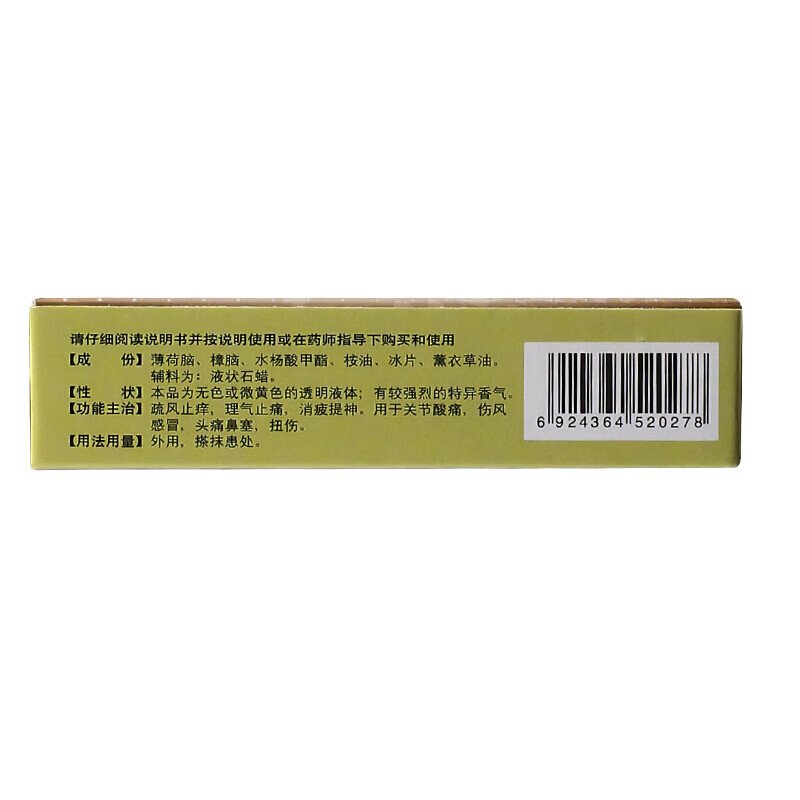 请仔细阅读说明书并按说明使用或在药师指导下购买和使用
【成 份】薄荷脑、樟脑、水杨酸甲酯、桉油、冰片、薰衣草油。
辅料为：液状石蜡。
【性 状】本品为无色或微黄色的透明液体；有较强烈的特异香气。
【功能主治】疏风止痒，理气止痛，消疲提神。用于关节酸痛，伤风
感冒，头痛鼻塞，扭伤。
【用法用量】外用，搽抹患处。
6 924364 520278